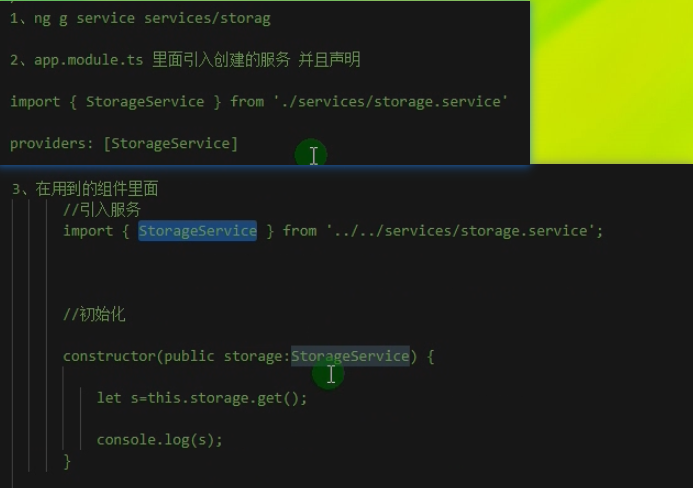 1、ng g service services/storag
2、app.module.ts 里面引入创建的服务 并且声明
import { StorageService } from './services/storage.service'
providers: [StorageService]
3、在用到的组件里面
//引入服务
import { StorageService } from '../../services/storage.service';
//初始化
constructor(public storage:StorageService) {
let s=this.storage.get();
console.log(s);
}